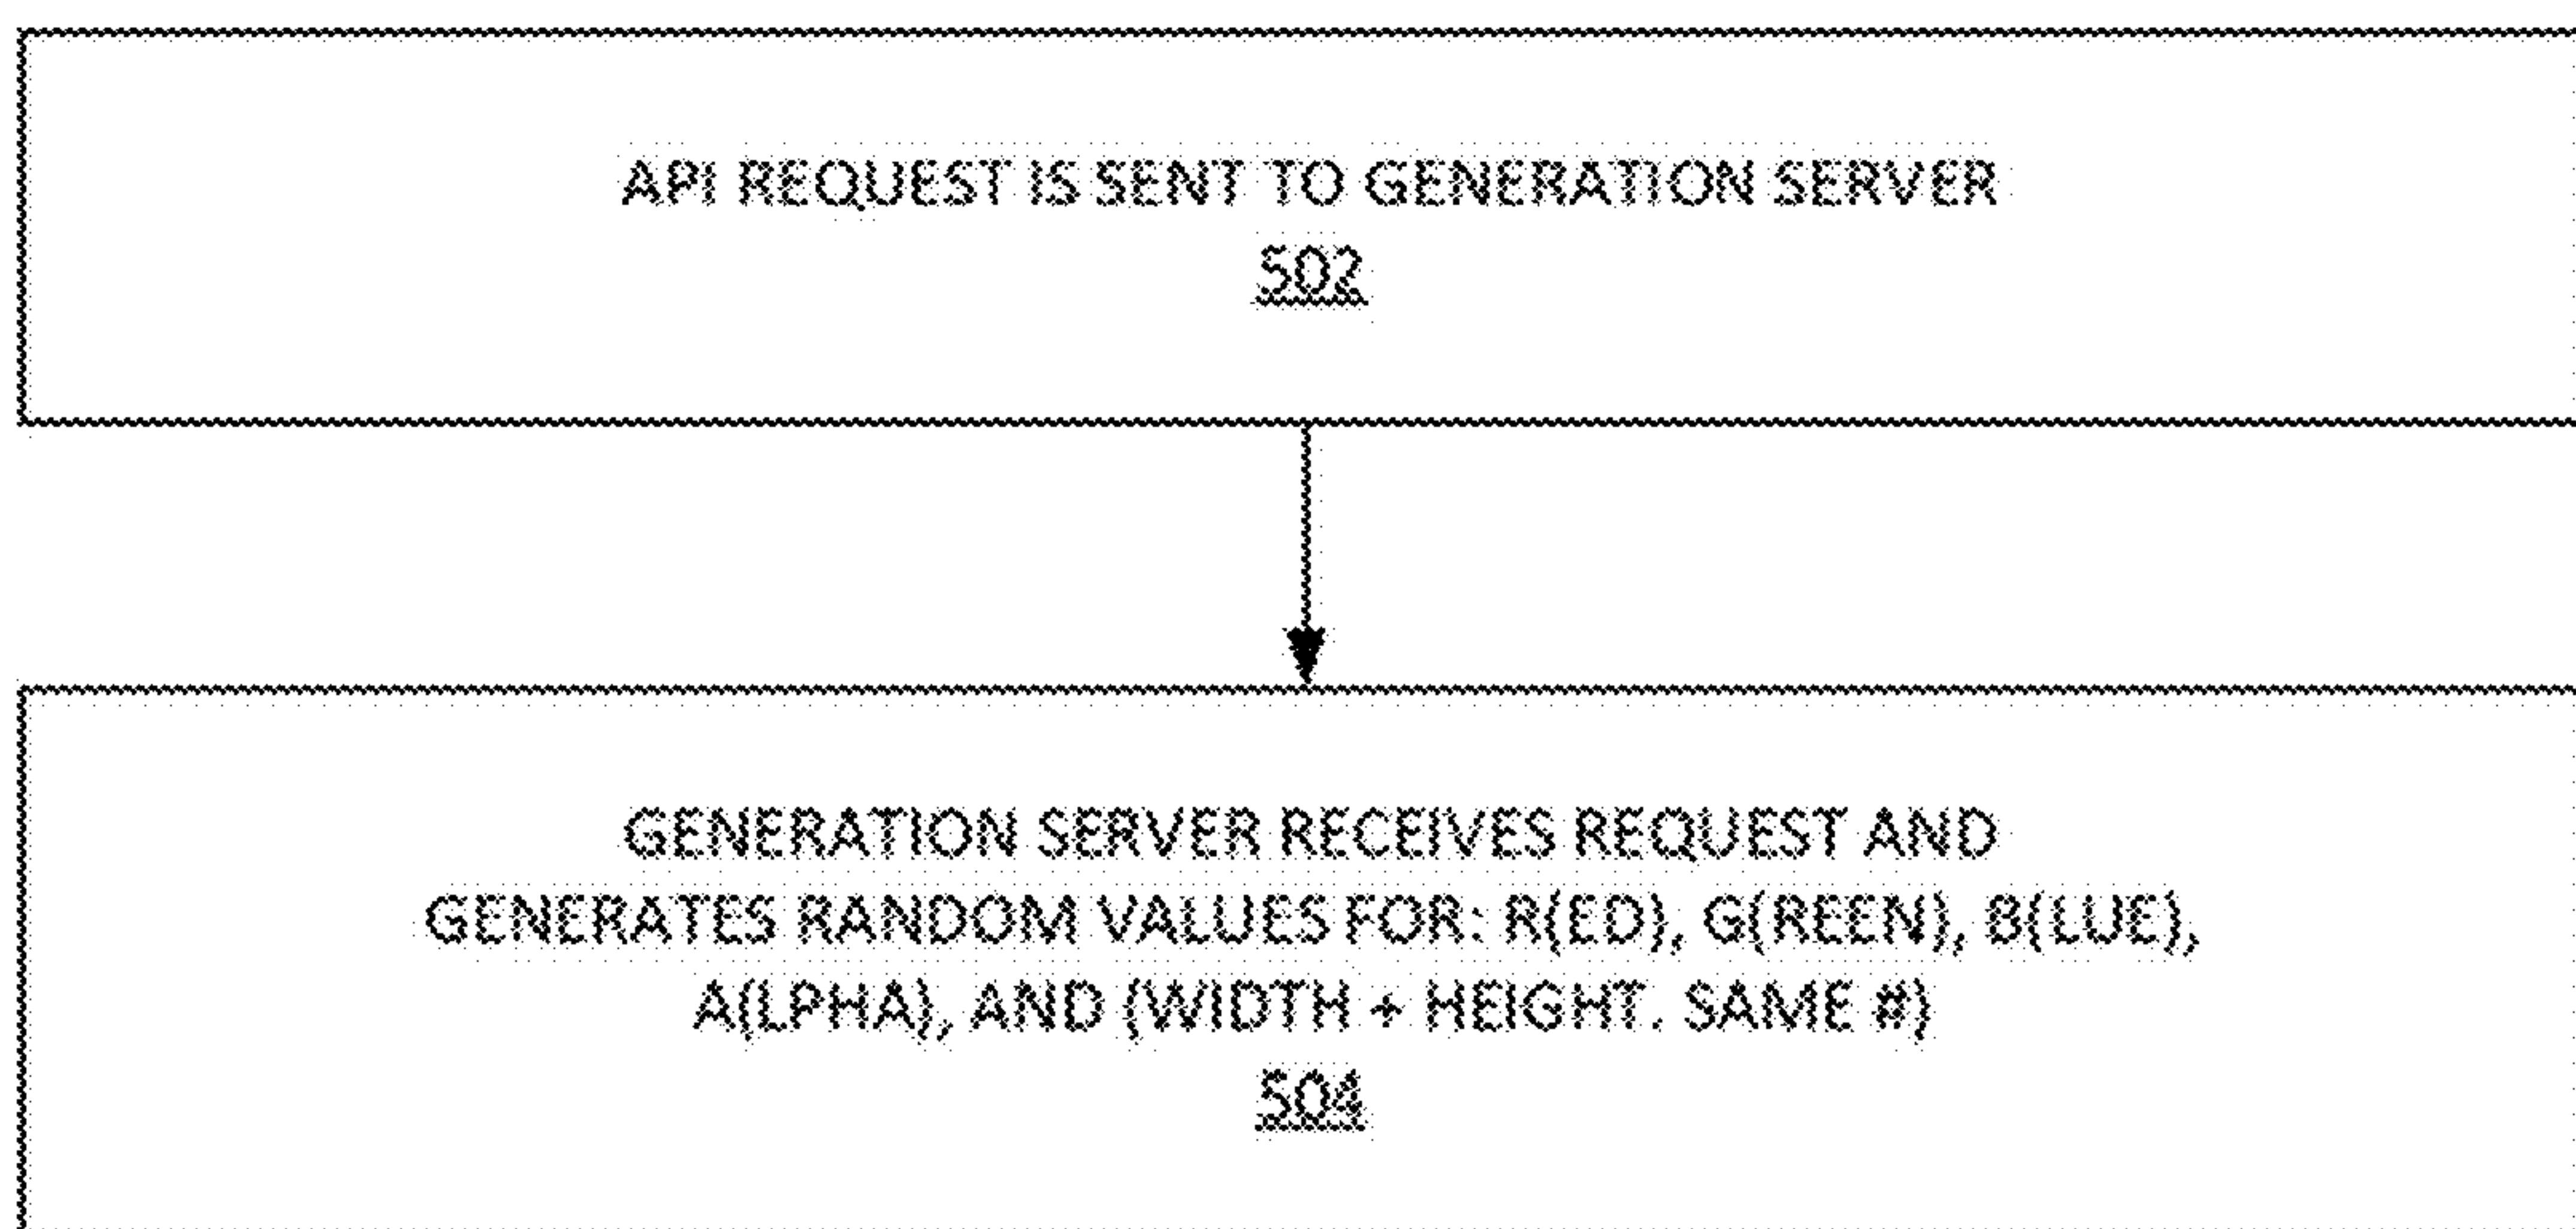 API REQUEST IS SENT TO GENERATION SERVER
502
GENERATION SERVER RECEIVES REQUEST AND
GENERATES RANDOM VALUES FOR: R(ED), G(REEN), B(LUE),
A(LPHA), AND (WIDTH + HEIGHT. SAME #)
504